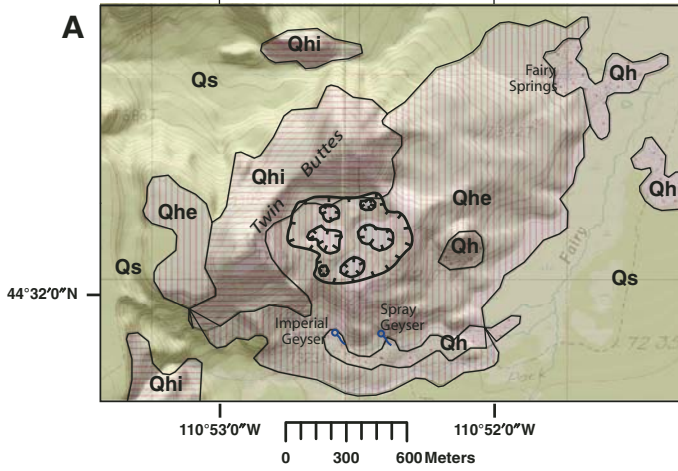 A
Qhi
Qs
Fairy
Springs
Qh
Buttes
Qhi
Twin
Qhe
Qhe
Qh
Qh
Qs
Fairy
Qs
44°32'0"N
Imperial
Geyser
Spray
Geyser
Qh
Qhi
110°53'0"W
110°52'0"W
0 300 600 Meters